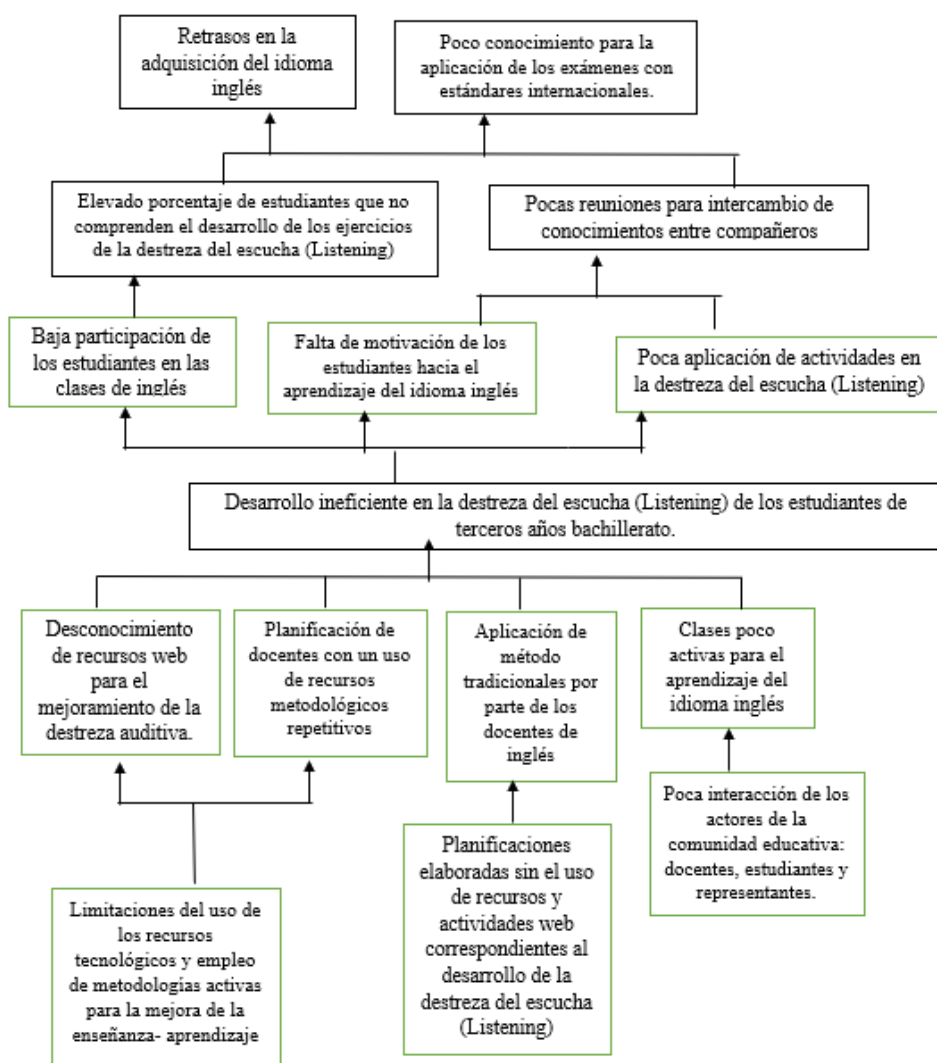 Retrasos en la
adquisición del idioma
inglés
Poco conocimiento para la
aplicación de los exámenes con
estándares internacionales.
Elevado porcentaje de estudiantes que no
comprenden el desarrollo de los ejercicios
de la destreza del escucha (Listening)
Pocas reuniones para intercambio de
conocimientos entre compañeros
Baja participación de
los estudiantes en las
clases de inglés
Falta de motivación de los
estudiantes hacia el
aprendizaje del idioma inglés
Poca aplicación de actividades en
la destreza del escucha (Listening)
Desarrollo ineficiente en la destreza del escucha (Listening) de los estudiantes de
terceros años bachillerato.
Desconocimiento
de recursos web
para el
mejoramiento de la
destreza auditiva.
Planificación de
docentes con un uso
de recursos
metodológicos
repetitivos
Aplicación de
método
tradicionales por
parte de los
docentes de
inglés
Clases poco
activas para el
aprendizaje del
idioma inglés
Limitaciones del uso de
los recursos
tecnológicos y empleo
de metodologías activas
para la mejora de la
enseñanza- aprendizaje
Planificaciones
elaboradas sin el uso
de recursos y
actividades web
correspondientes al
desarrollo de la
destreza del escucha
(Listening)
Poca interacción de los
actores de la
comunidad educativa:
docentes, estudiantes y
representantes.